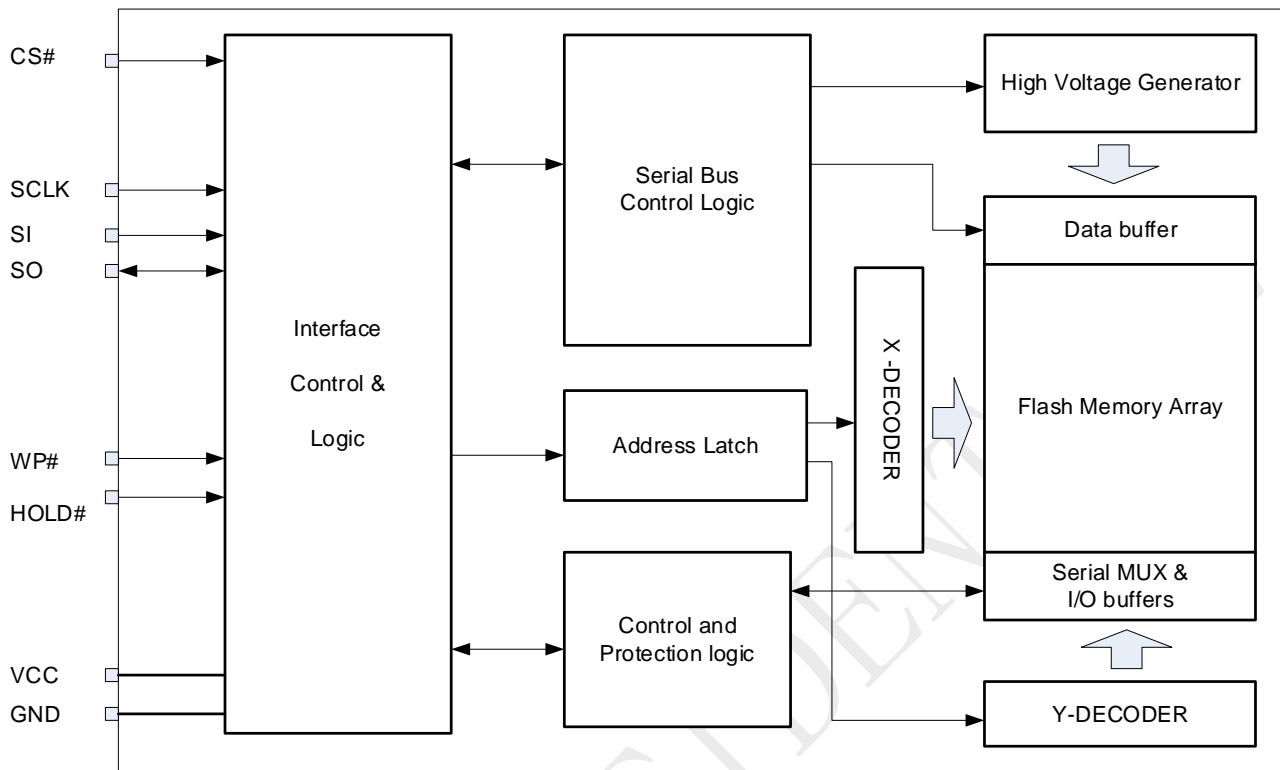 CS#
SCLK
SI
SO
WP#
HOLD#
VCC
GND
Interface
Control &
Logic
Serial Bus
Control Logic
Address Latch
Control and
Protection logic
X -DECODER
High Voltage Generator
Data buffer
Flash Memory Array
Serial MUX &
I/O buffers
Y-DECODER